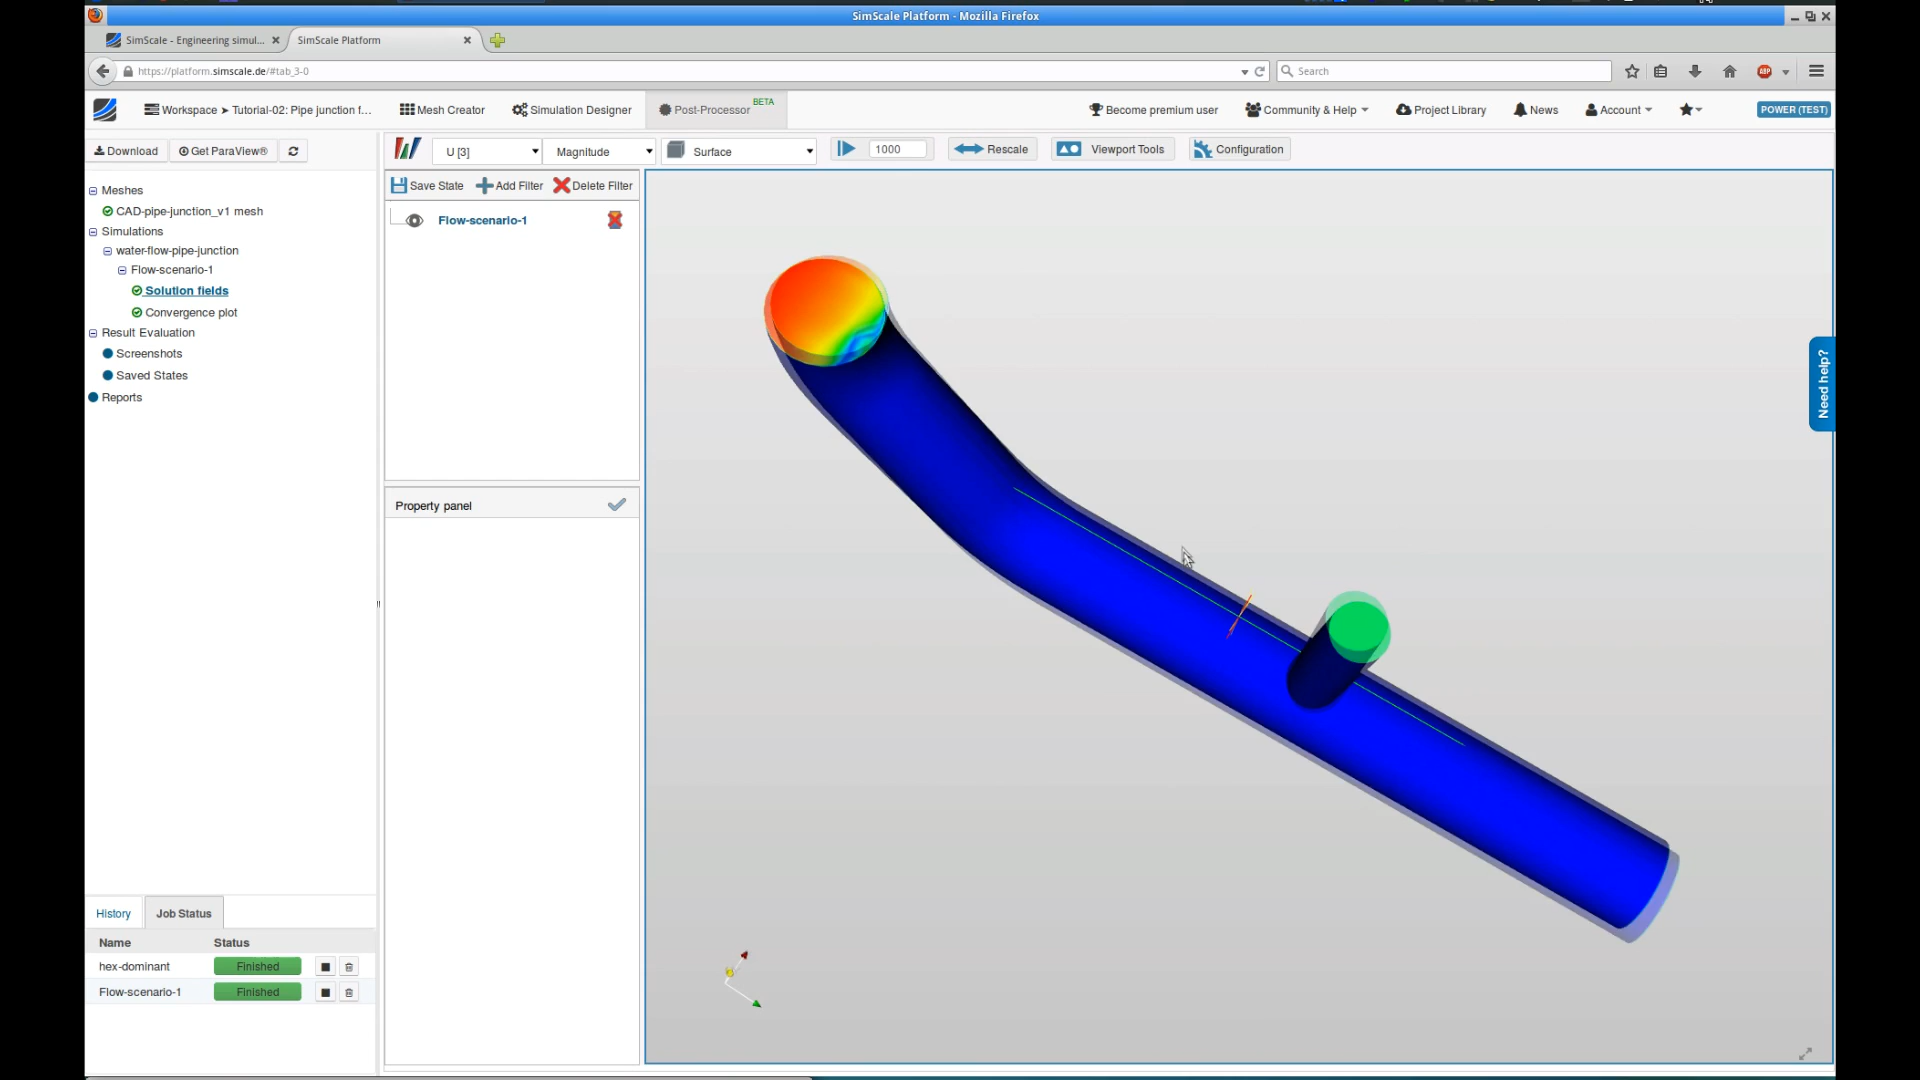 SimScale Platform - Mozilla Firefox
SimScale - Engineering simul...
SimScale Platform
https://platform.simscale.de/#tab_3-0
Search
ABP
Workspace ➤ Tutorial-02: Pipe junction f...
Mesh Creator
Simulation Designer
Post-Processor
BETA
Become premium user
Community & Help
Project Library
News
Account
POWER (TEST)
Download
Get ParaView®
U [3]
Magnitude
Surface
1000
Rescale
Viewport Tools
Configuration
Save State
Add Filter
Delete Filter
Flow-scenario-1
Property panel
Meshes
CAD-pipe-junction_v1 mesh
Simulations
water-flow-pipe-junction
Flow-scenario-1
Solution fields
Convergence plot
Result Evaluation
Screenshots
Saved States
Reports
Need help?
History
Job Status
Name Status
hex-dominant Finished
Flow-scenario-1 Finished